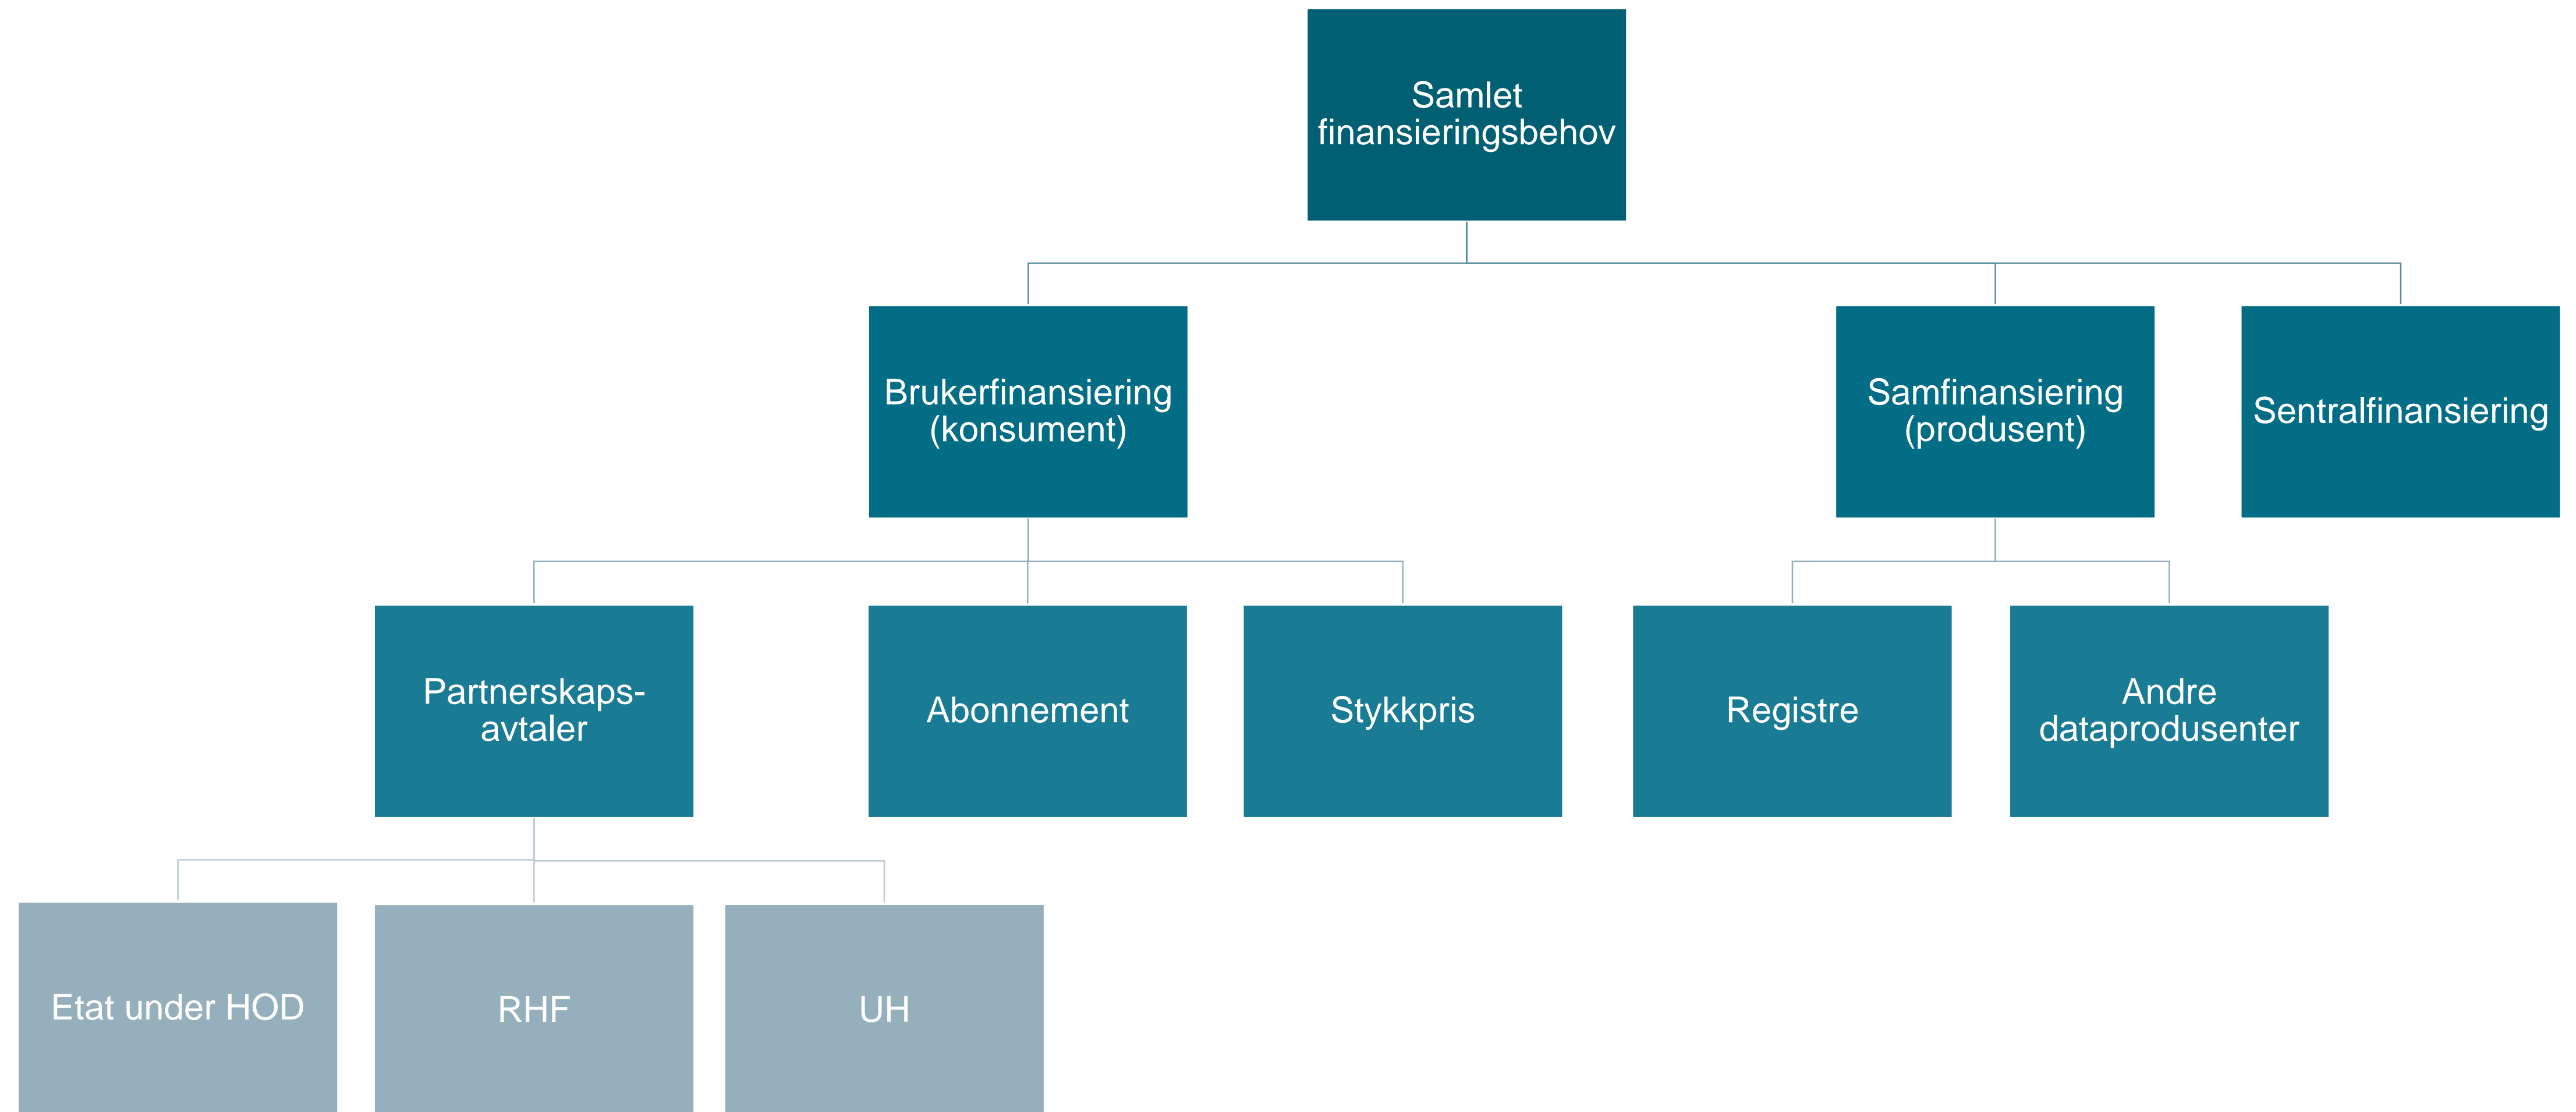 Samlet
finansieringsbehov
Brukerfinansiering
(konsument)
Samfinansiering
(produsent)
Sentralfinansiering
Partnerskaps-
avtaler
Abonnement
Stykkpris
Registre
Andre
dataprodusenter
Etat under HOD
RHF
UH